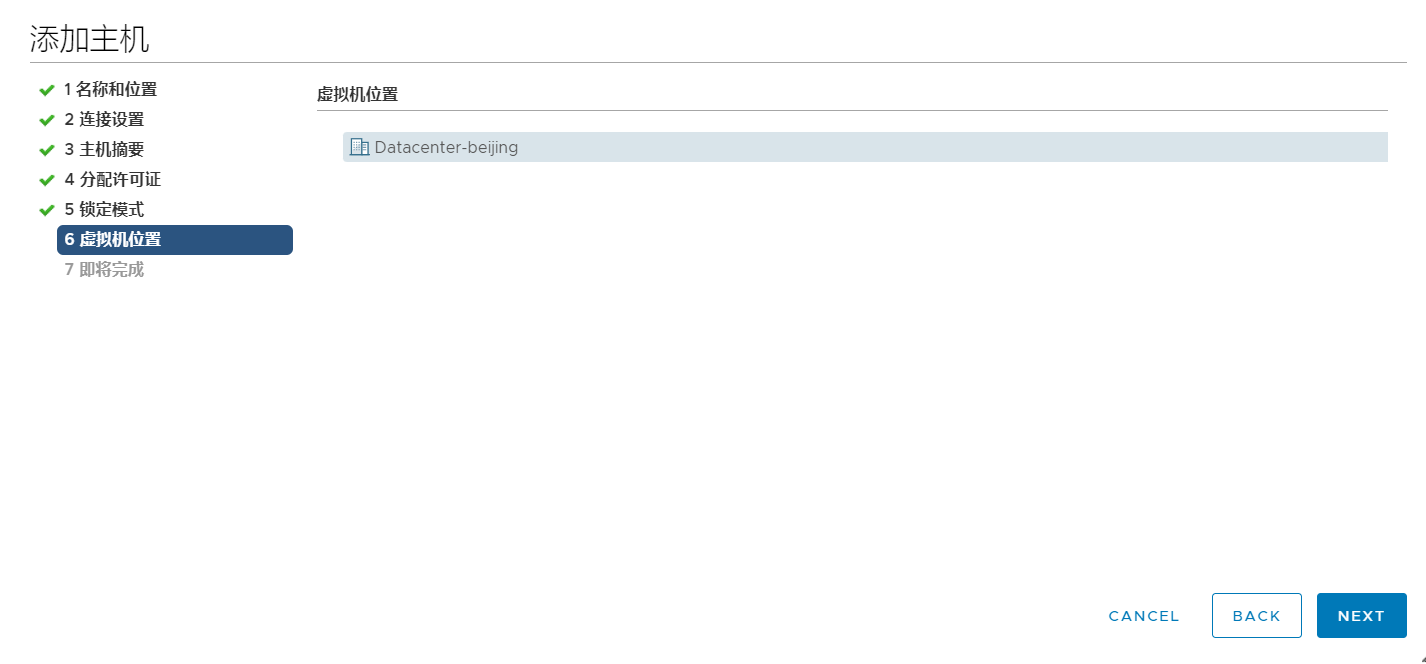 添加主机
1 名称和位置
2 连接设置
3 主机摘要
4 分配许可证
5 锁定模式
6 虚拟机位置
7 即将完成
虚拟机位置
Datacenter-beijing
CANCEL
BACK
NEXT